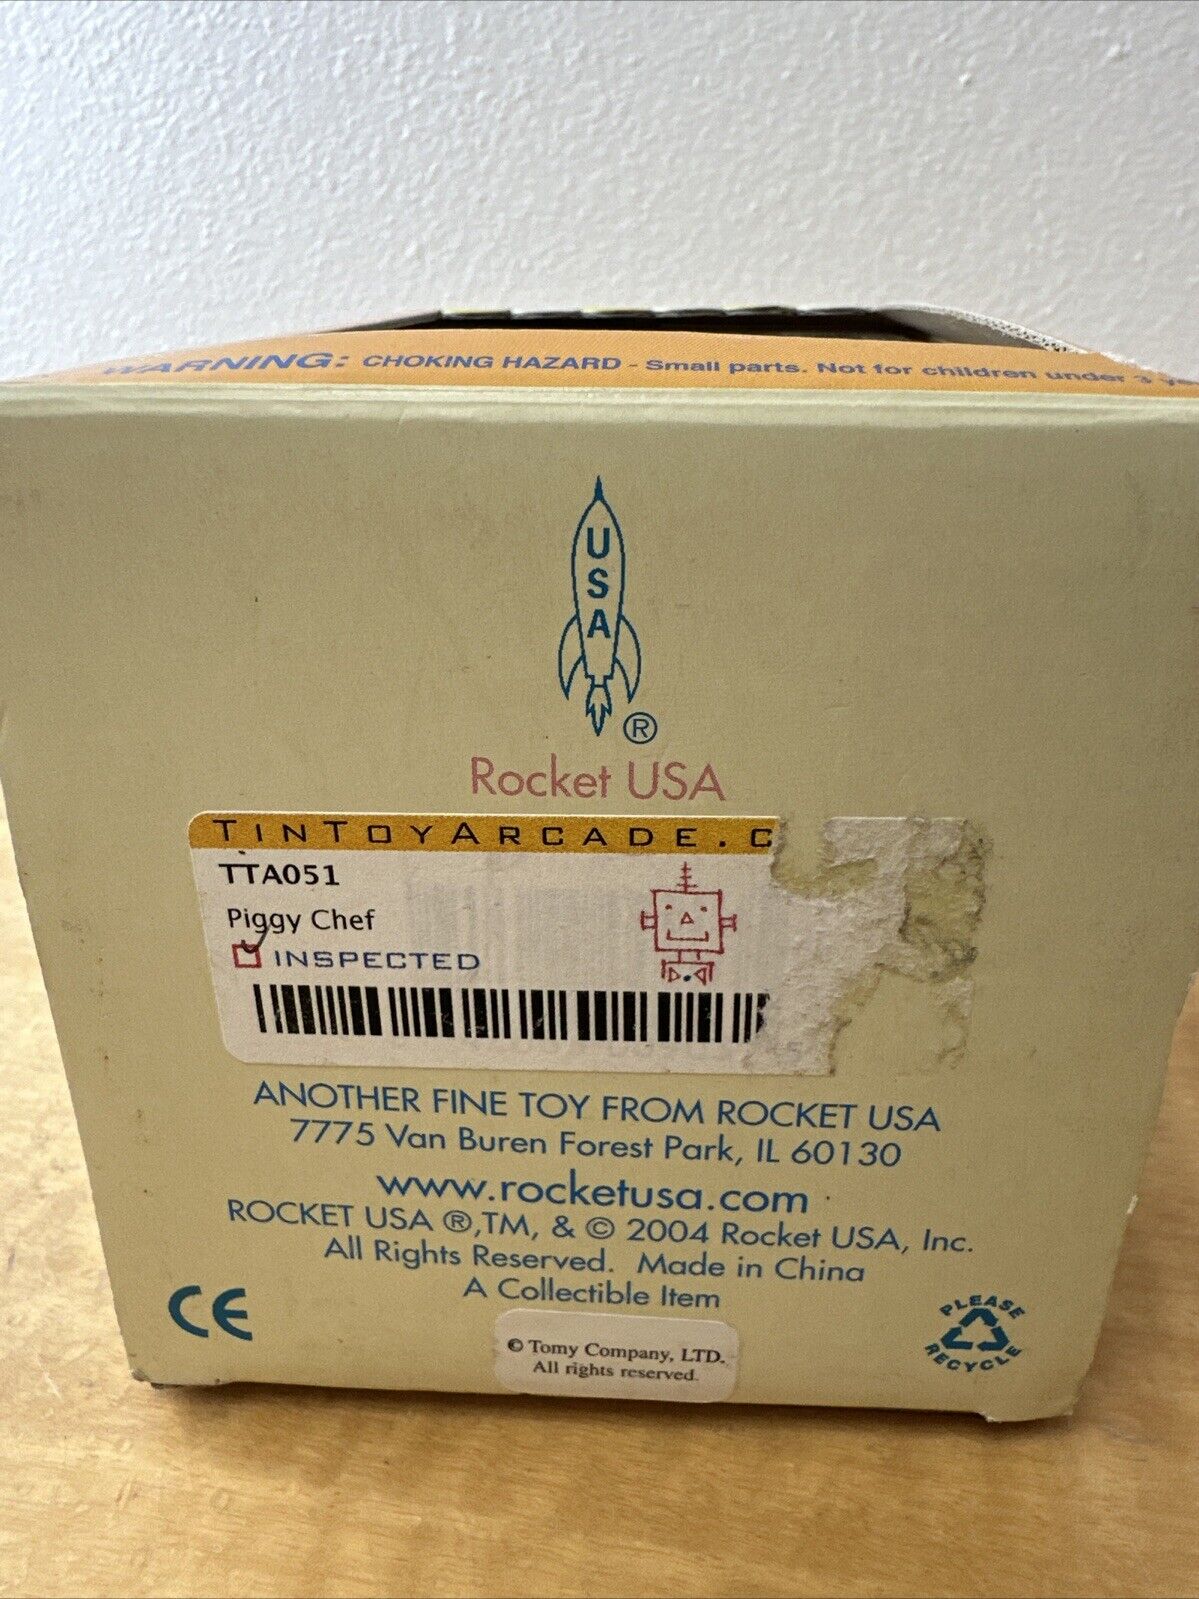 WARNING: CHOKING HAZARD - Small parts. Not for children under 3
USA
®
Rocket USA
TINTOYARCADE.C
TTA051
Piggy Chef
INSPECTED
ANOTHER FINE TOY FROM ROCKET USA
7775 Van Buren Forest Park, IL 60130
www.rocketusa.com
ROCKET USA ®,TM, & © 2004 Rocket USA, Inc.
All Rights Reserved. Made in China
A Collectible Item
CE
PLEASE
RECYCLE
© Tomy Company, LTD.
All rights reserved.